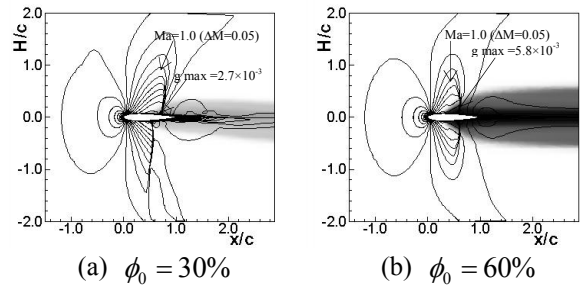 H/c
2.0
1.0
0.0
-1.0
-2.0
Ma=1.0 (ΔM=0.05)
g max =2.7×10⁻³
-1.0 0.0 1.0 2.0
x/c
(a) ϕ₀ = 30%
H/c
2.0
1.0
0.0
-1.0
-2.0
Ma=1.0 (ΔM=0.05)
g max =5.8×10⁻³
-1.0 0.0 1.0 2.0
x/c
(b) ϕ₀ = 60%